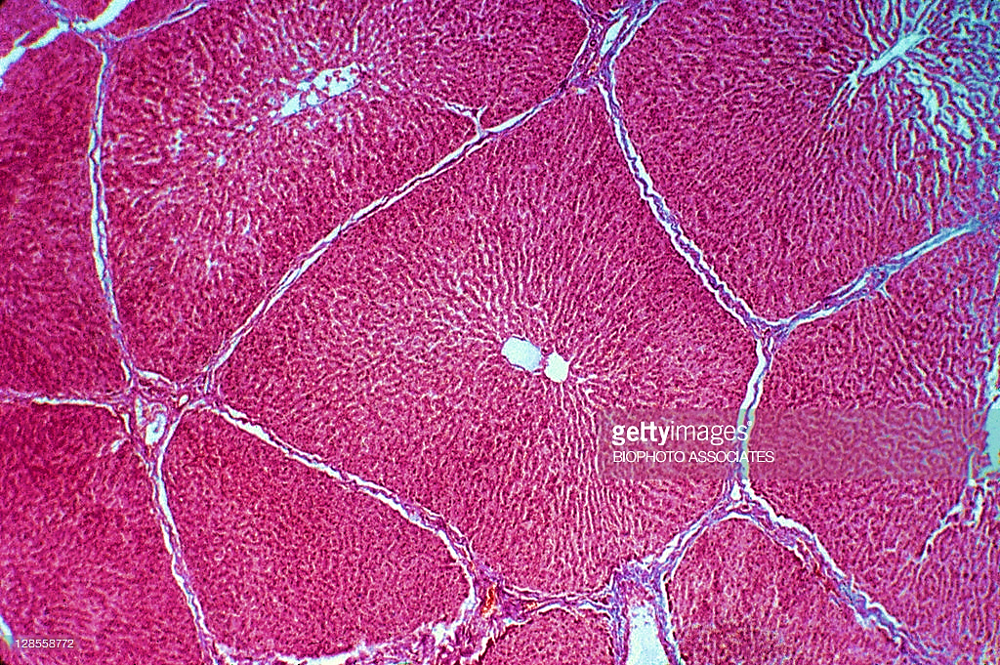 gettyimages
BIOPHOTO ASSOCIATES
128558772